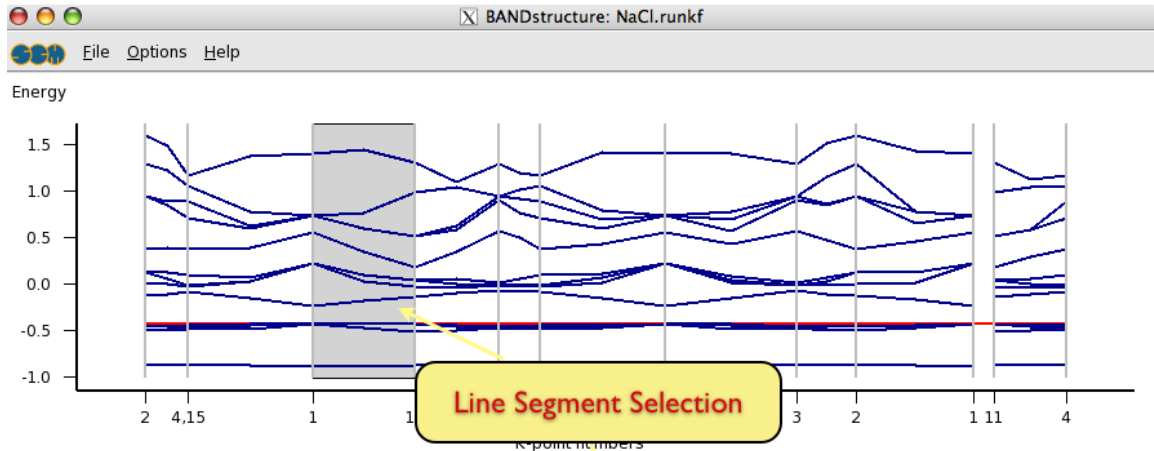 BANDstructure: NaCl.runkf
SCM File Options Help
Energy
1.5
1.0
0.5
0.0
-0.5
-1.0
2 4,15 1 1 3 2 1 11 4
Line Segment Selection